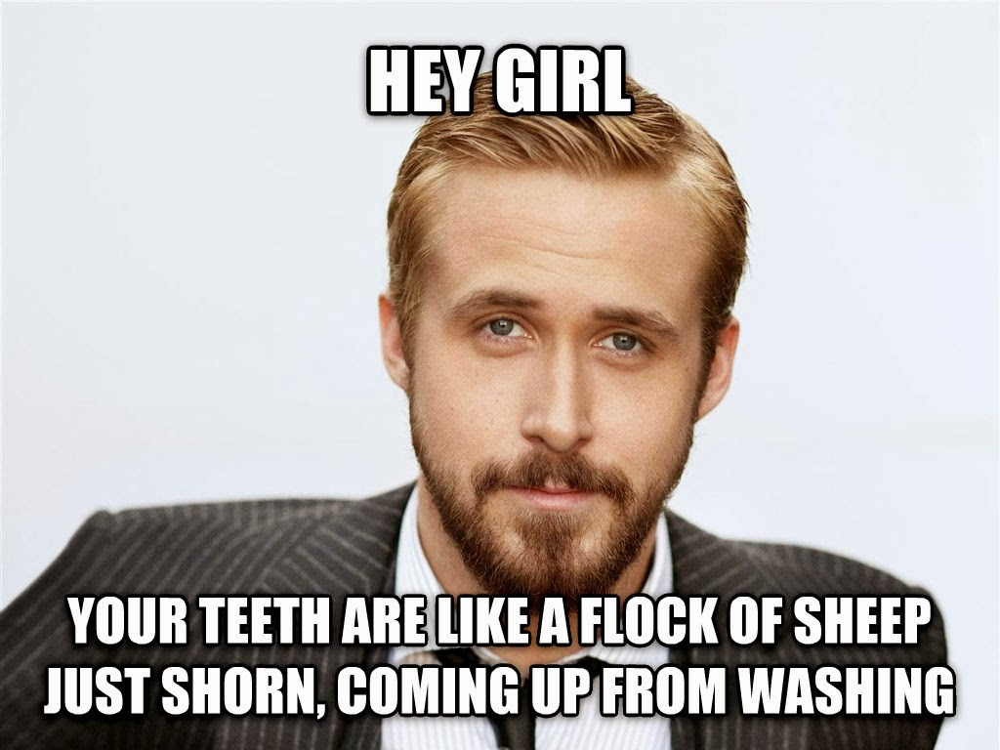 HEY GIRL
YOUR TEETH ARE LIKE A FLOCK OF SHEEP
JUST SHORN, COMING UP FROM WASHING